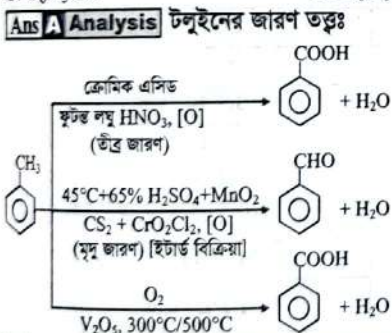 Ans A Analysis টলুইনের জারণ তত্ত্বঃ
COOH
ক্রোমিক এসিড
ফুটন্ত লঘু HNO₃, [O]
(তীব্র জারণ)
+ H₂O
CH₃
CHO
45°C+65% H₂SO₄+MnO₂
CS₂ + CrO₂Cl₂, [O]
(মৃদু জারণ) [ইটার্ড বিক্রিয়া]
+ H₂O
COOH
O₂
V₂O₅, 300°C/500°C
+ H₂O